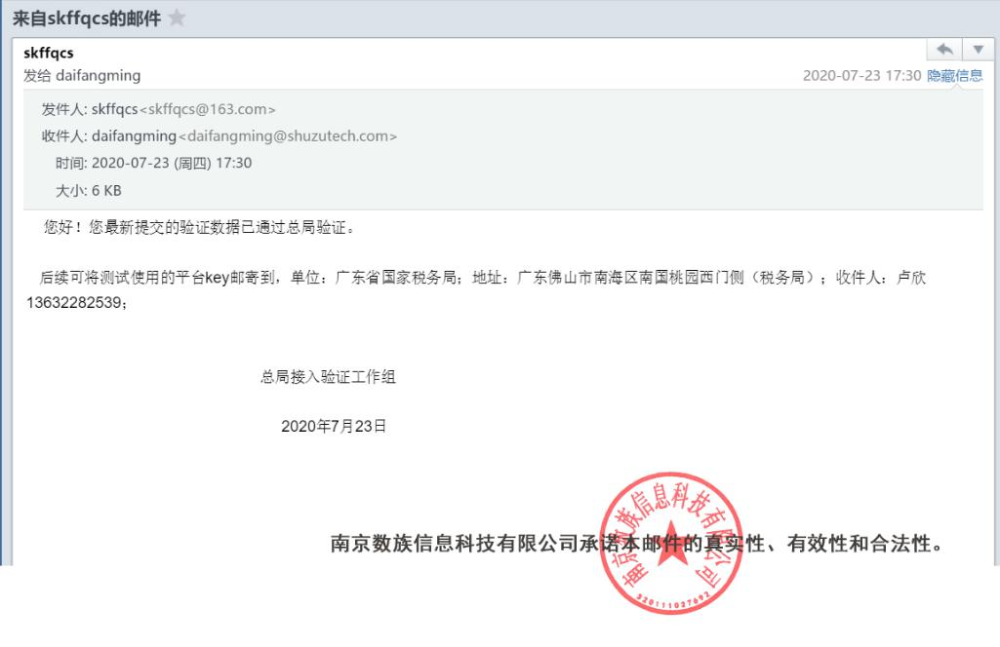 来自skffqcs的邮件
skffqcs
发给 daifangming
2020-07-23 17:30 隐藏信息
发件人: skffqcs<skffqcs@163.com>
收件人: daifangming<daifangming@shuzutech.com>
时间: 2020-07-23 (周四) 17:30
大小: 6 KB
您好！您最新提交的验证数据已通过总局验证。
后续可将测试使用的平台key邮寄到，单位：广东省国家税务局；地址：广东佛山市南海区南国桃园西门侧（税务局）；收件人：卢欣
13632282539；
总局接入验证工作组
2020年7月23日
南京数族信息科技有限公司
南京数族信息科技有限公司承诺本邮件的真实性、有效性和合法性。